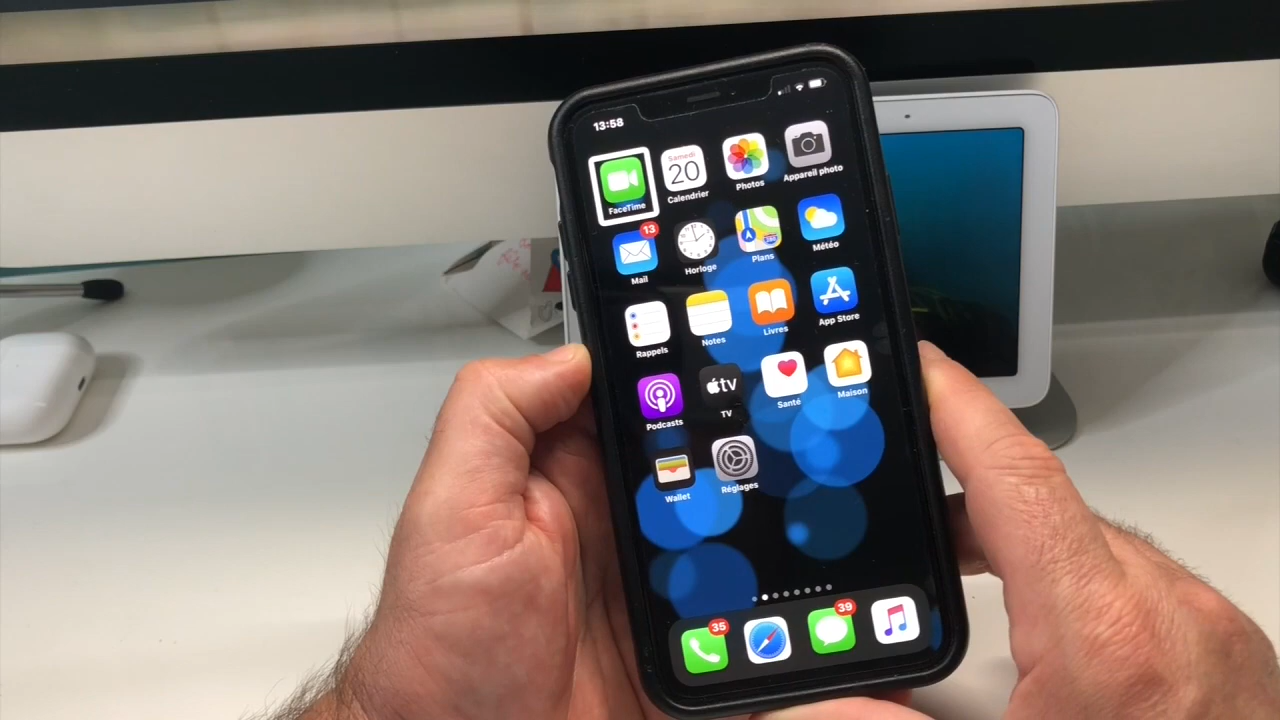 13:58
FaceTime
Samedi
20
Calendrier
Photos
Appareil photo
13
Mail
Horloge
Plans
Météo
Rappels
Notes
Livres
App Store
Podcasts
tv
TV
Santé
Maison
Wallet
Réglages
35
39